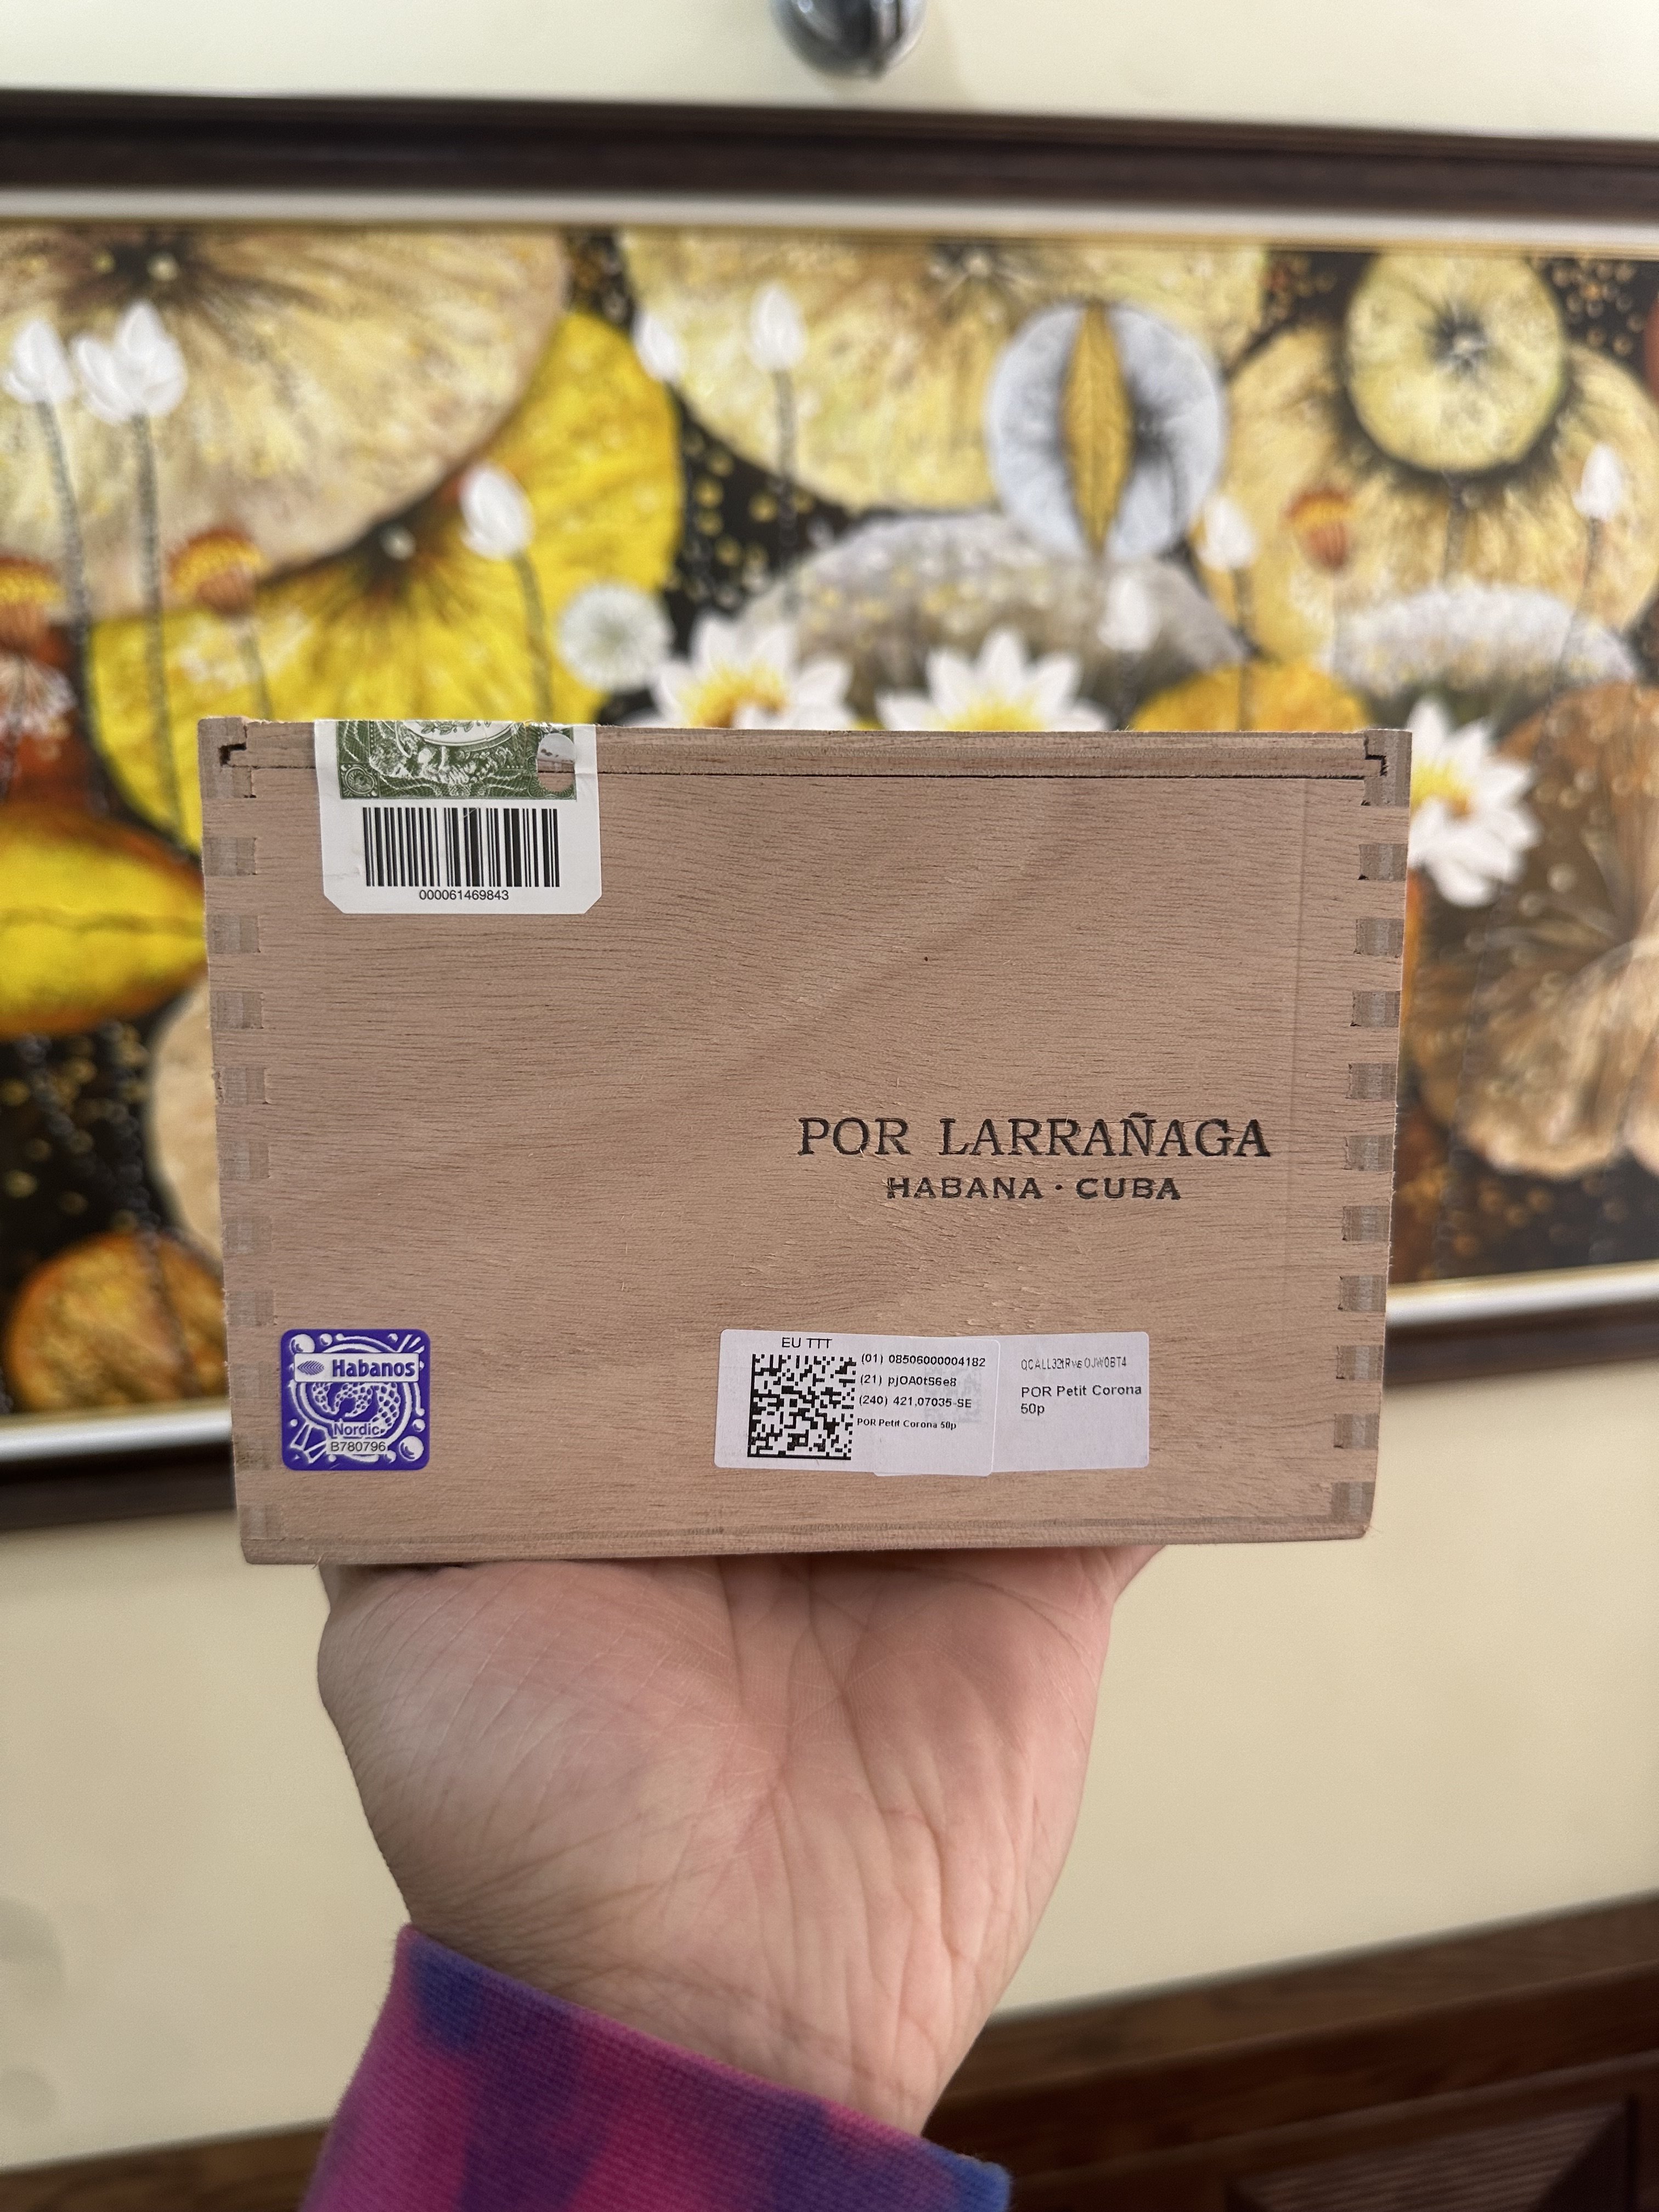 000061469843
POR LARRAÑAGA
HABANA · CUBA
Habanos
Nordic
B780796
EU TTT
(01) 08506000004182
(21) pjOA0tS6e8
(240) 421.07035-SE
POR Petit Corona 50p
POR Petit Corona
50p